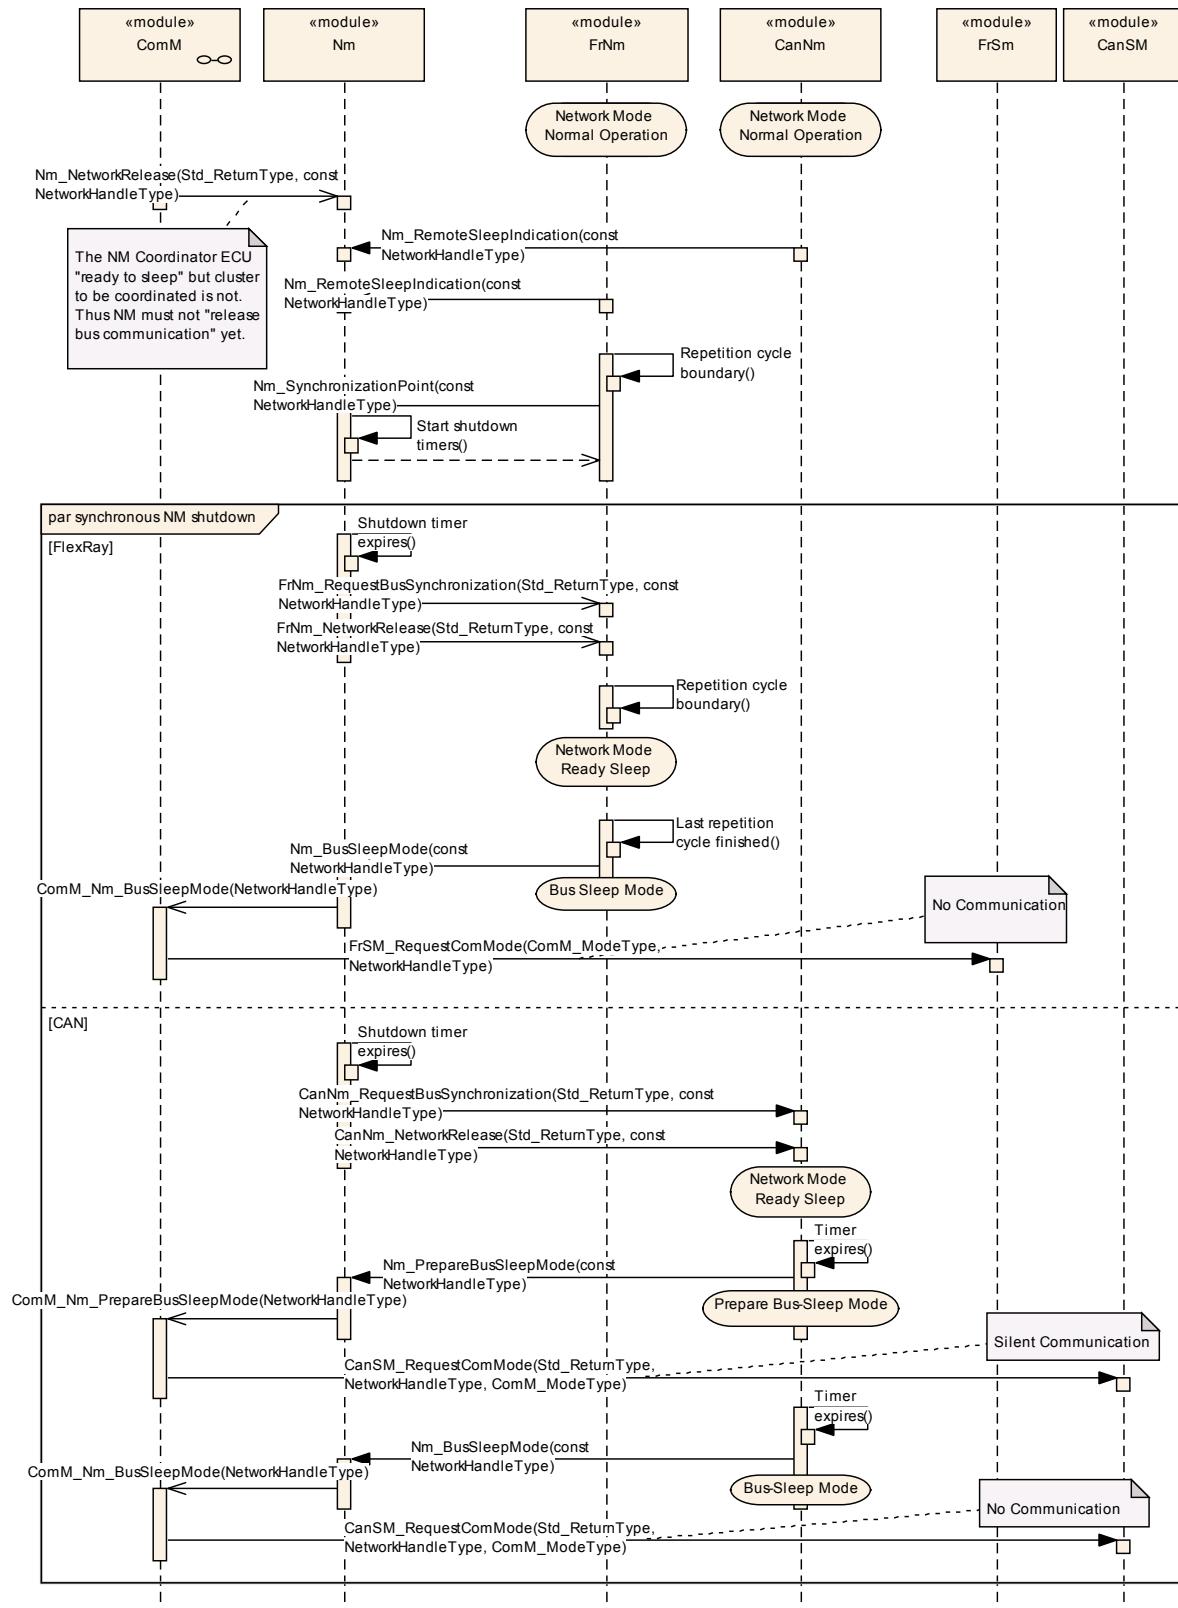 «module»
ComM
«module»
Nm
«module»
FrNm
«module»
CanNm
«module»
FrSm
«module»
CanSM
Network Mode
Normal Operation
Network Mode
Normal Operation
Nm_NetworkRelease(Std_ReturnType, const
NetworkHandleType)
The NM Coordinator ECU
"ready to sleep" but cluster
to be coordinated is not.
Thus NM must not "release
bus communication" yet.
Nm_RemoteSleepIndication(const
NetworkHandleType)
Nm_RemoteSleepIndication(const
NetworkHandleType)
Repetition cycle
boundary()
Nm_SynchronizationPoint(const
NetworkHandleType)
Start shutdown
timers()
par synchronous NM shutdown
[FlexRay]
Shutdown timer
expires()
FrNm_RequestBusSynchronization(Std_ReturnType, const
NetworkHandleType)
FrNm_NetworkRelease(Std_ReturnType, const
NetworkHandleType)
Repetition cycle
boundary()
Network Mode
Ready Sleep
Last repetition
cycle finished()
Nm_BusSleepMode(const
NetworkHandleType)
Bus Sleep Mode
ComM_Nm_BusSleepMode(NetworkHandleType)
No Communication
FrSM_RequestComMode(ComM_ModeType,
NetworkHandleType)
[CAN]
Shutdown timer
expires()
CanNm_RequestBusSynchronization(Std_ReturnType, const
NetworkHandleType)
CanNm_NetworkRelease(Std_ReturnType, const
NetworkHandleType)
Network Mode
Ready Sleep
Timer
expires()
Nm_PrepareBusSleepMode(const
NetworkHandleType)
ComM_Nm_PrepareBusSleepMode(NetworkHandleType)
Prepare Bus-Sleep Mode
Silent Communication
CanSM_RequestComMode(Std_ReturnType,
NetworkHandleType, ComM_ModeType)
Timer
expires()
Nm_BusSleepMode(const
NetworkHandleType)
ComM_Nm_BusSleepMode(NetworkHandleType)
Bus-Sleep Mode
No Communication
CanSM_RequestComMode(Std_ReturnType,
NetworkHandleType, ComM_ModeType)